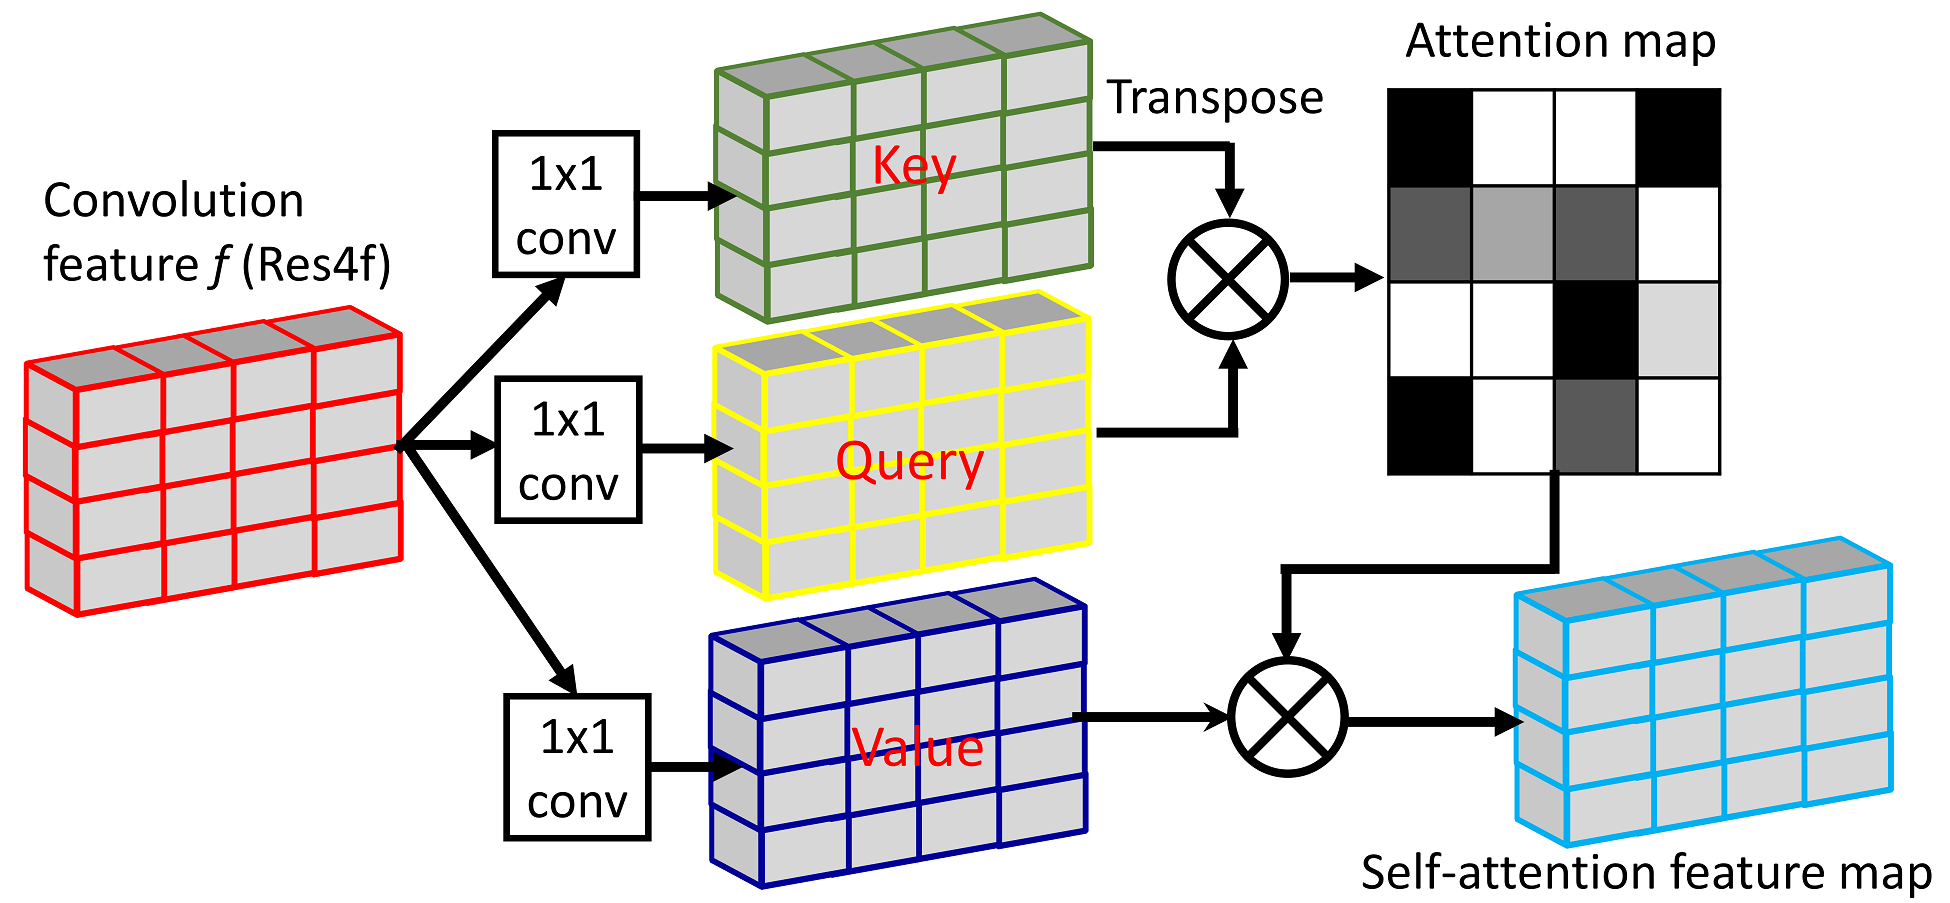 Attention map
Transpose
1x1
conv
Key
Convolution
feature f (Res4f)
1x1
conv
Query
1x1
conv
Value
Self-attention feature map